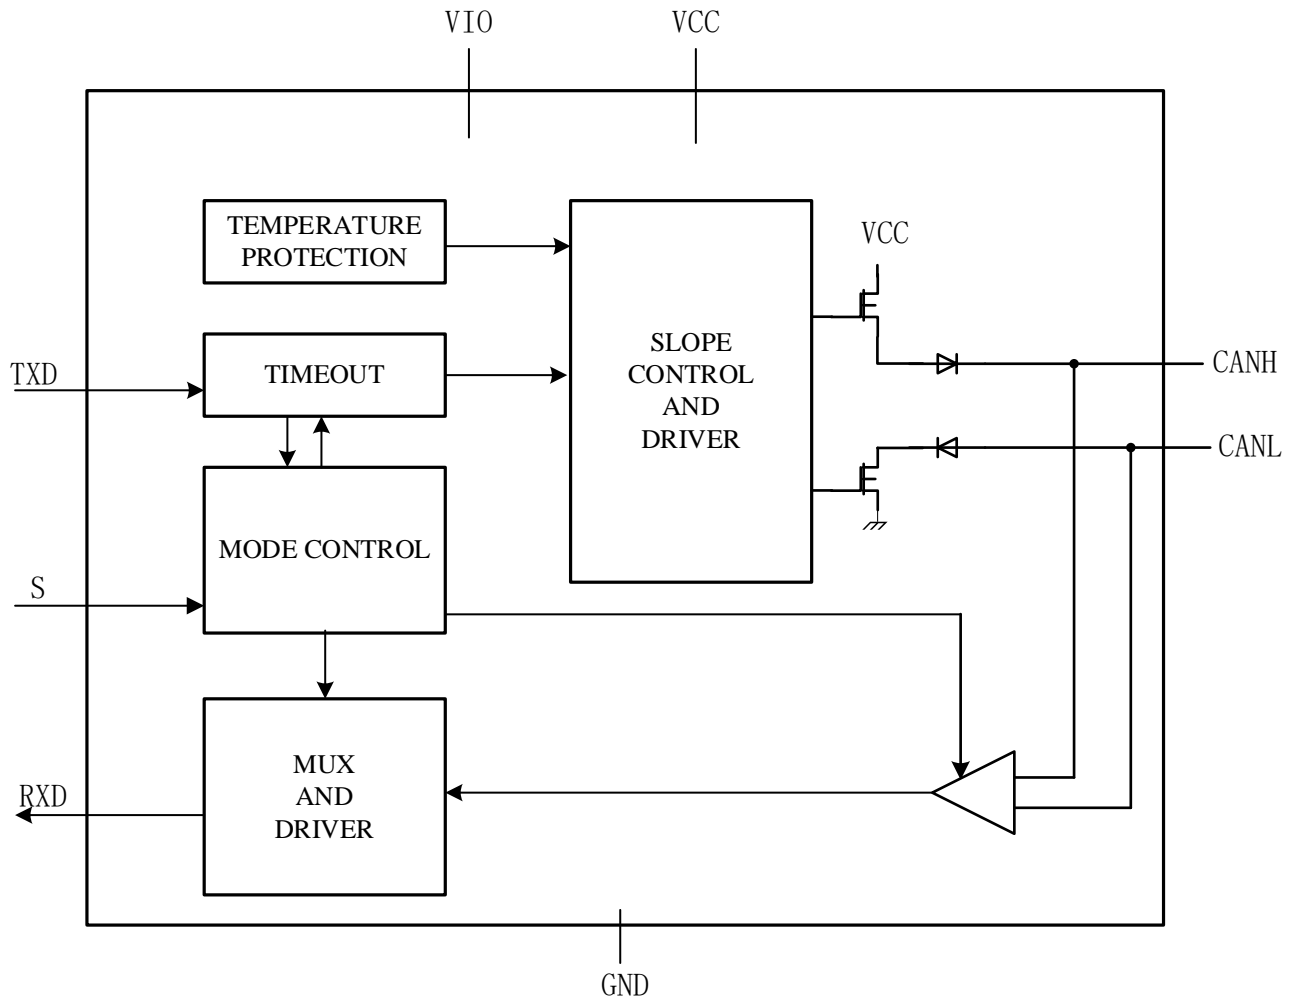 VIO
VCC
TEMPERATURE
PROTECTION
VCC
TXD
TIMEOUT
SLOPE
CONTROL
AND
DRIVER
CANH
CANL
MODE CONTROL
S
MUX
AND
DRIVER
RXD
GND